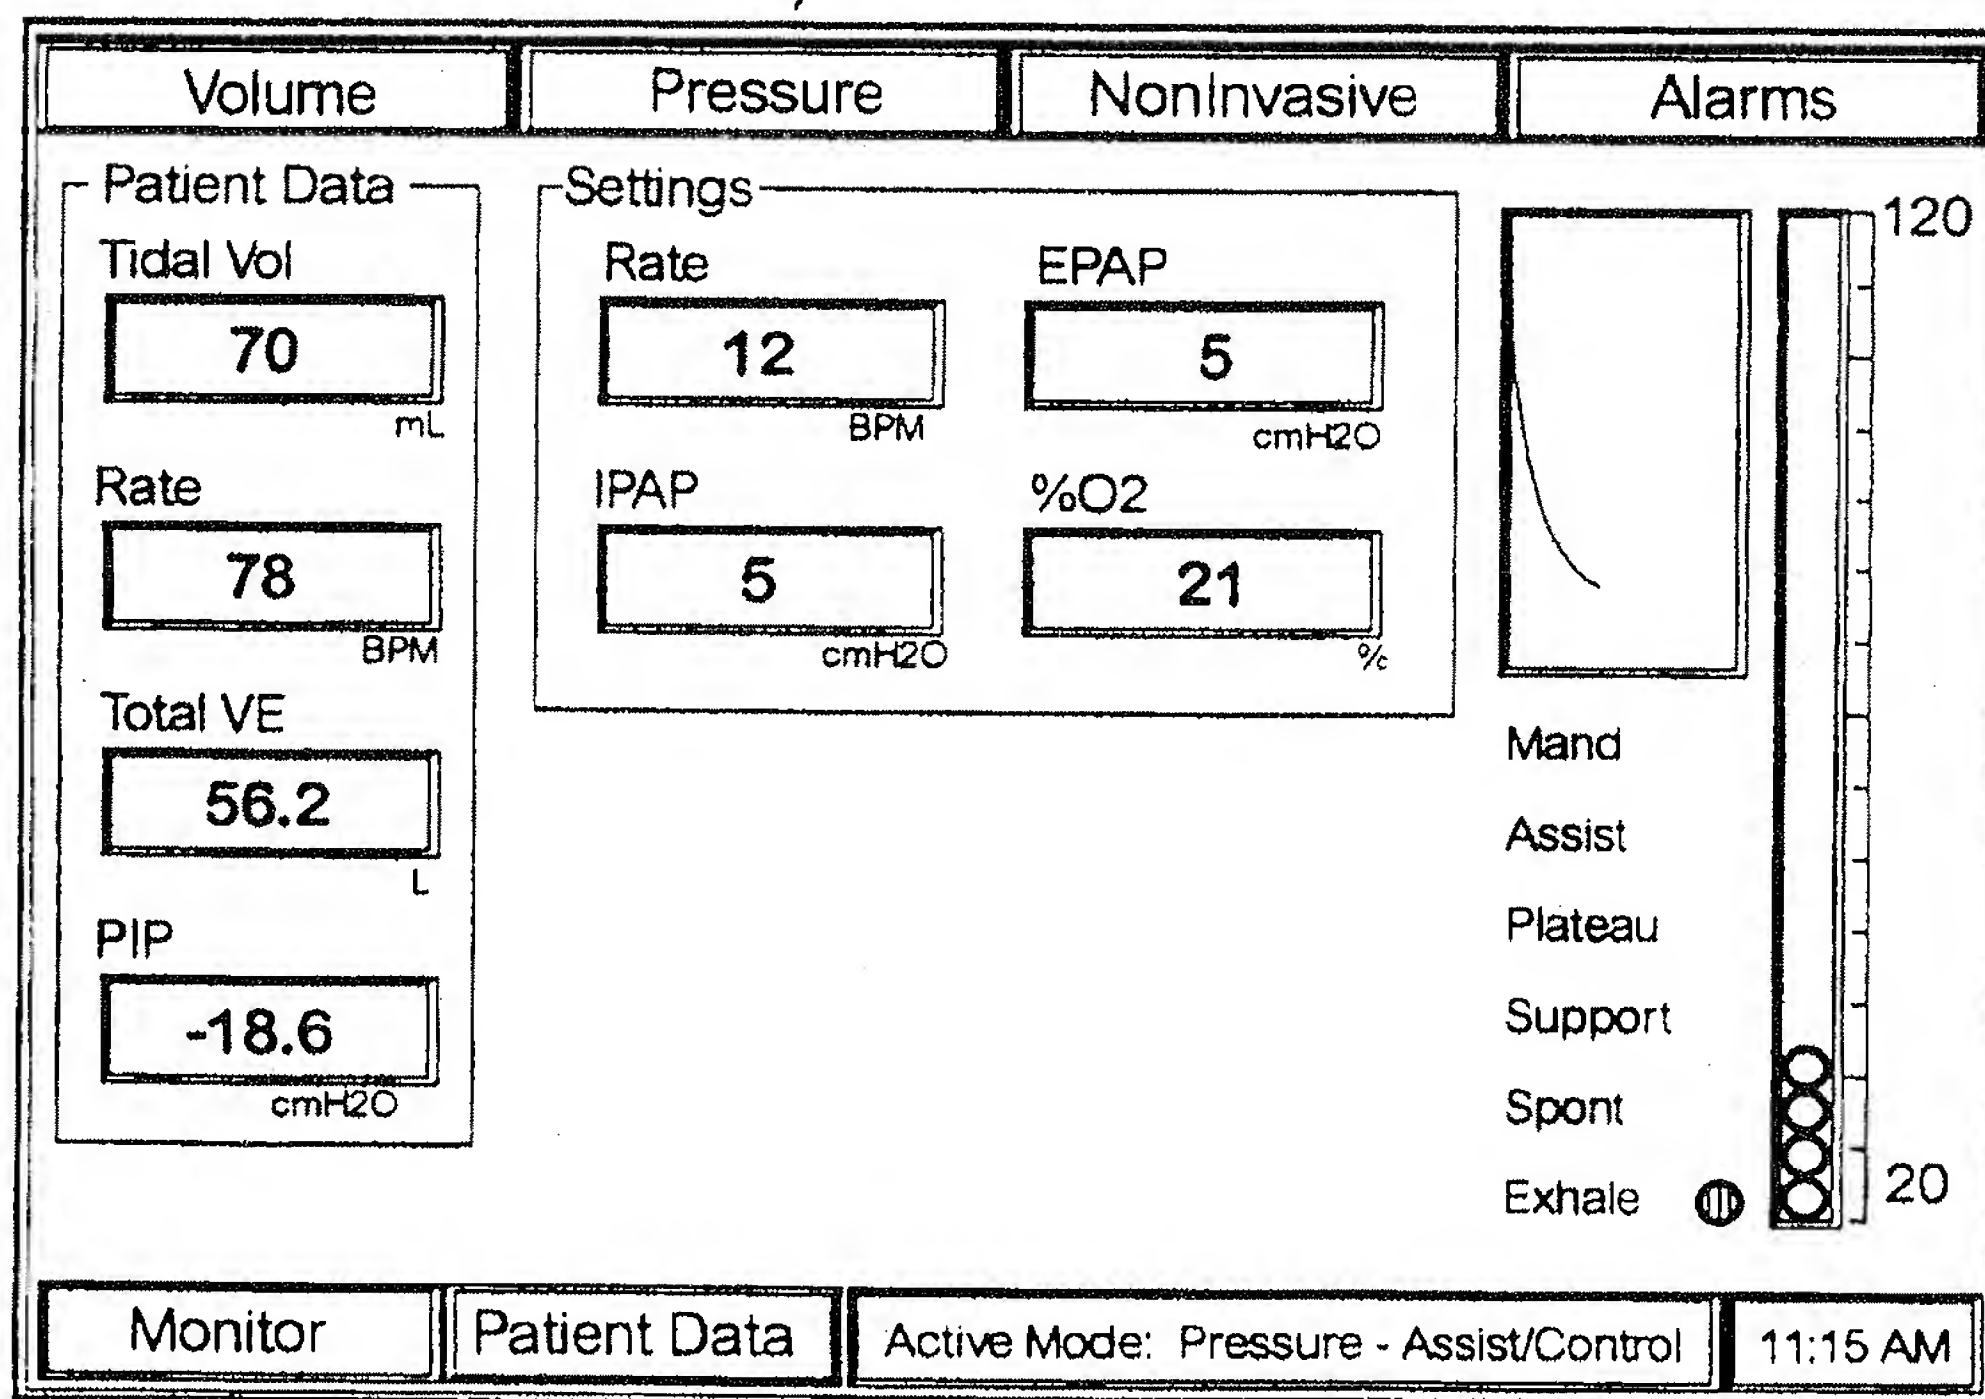 Volume
Pressure
NonInvasive
Alarms
Patient Data
Tidal Vol
70
mL
Rate
78
BPM
Total VE
56.2
L
PIP
-18.6
cmH2O
Settings
Rate
12
BPM
EPAP
5
cmH2O
IPAP
5
cmH2O
%O2
21
%
120
20
Mand
Assist
Plateau
Support
Spont
Exhale
Monitor
Patient Data
Active Mode: Pressure - Assist/Control
11:15 AM